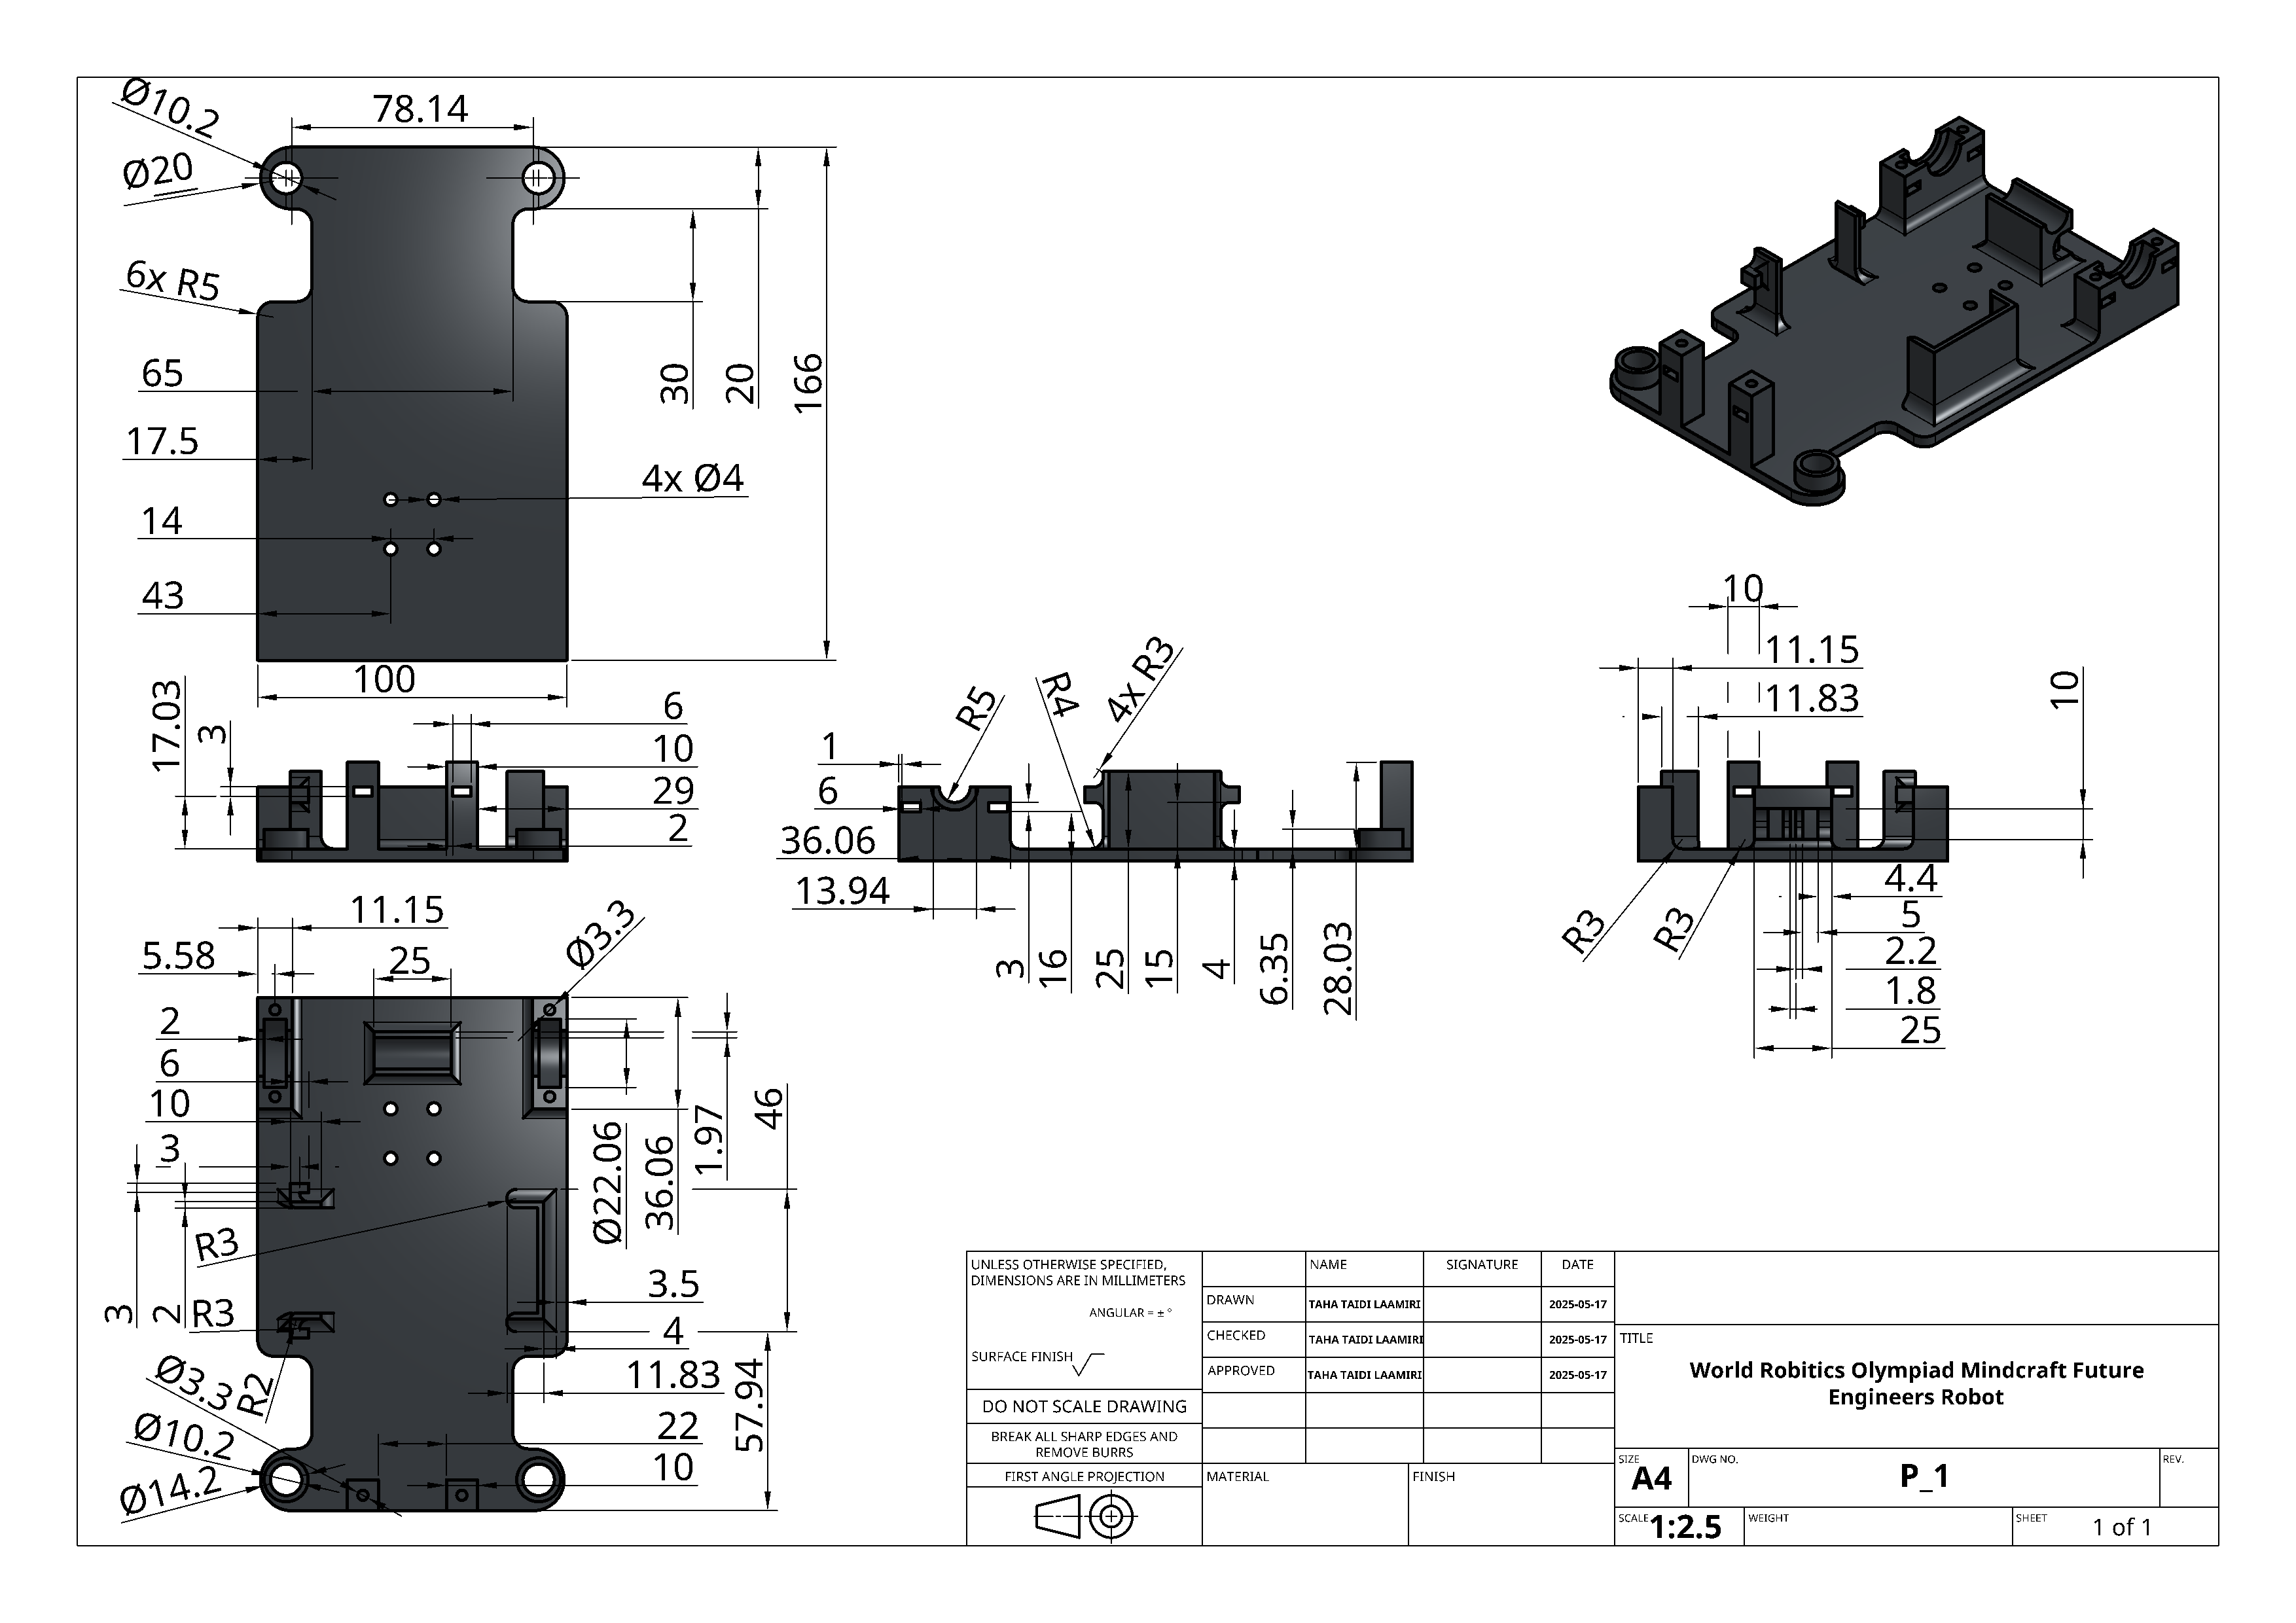 Ø10.2
78.14
Ø20
6x R5
65
30
20
166
17.5
4x Ø4
14
43
100
17.03
3
6
10
29
2
R5
R4
4x R3
1
6
36.06
13.94
3
16
25
15
4
6.35
28.03
10
11.15
11.83
10
R3
R3
4.4
5
2.2
1.8
25
11.15
5.58
25
Ø3.3
2
6
10
3
3
2
R3
R3
R2
Ø3.3
Ø10.2
Ø14.2
Ø22.06
36.06
1.97
46
3.5
4
11.83
57.94
22
10
UNLESS OTHERWISE SPECIFIED,
DIMENSIONS ARE IN MILLIMETERS
ANGULAR = ± °
SURFACE FINISH
DO NOT SCALE DRAWING
BREAK ALL SHARP EDGES AND
REMOVE BURRS
FIRST ANGLE PROJECTION
NAME SIGNATURE DATE
DRAWN TAHA TAIDI LAAMIRI 2025-05-17
CHECKED TAHA TAIDI LAAMIRI 2025-05-17
APPROVED TAHA TAIDI LAAMIRI 2025-05-17
MATERIAL FINISH
TITLE
World Robitics Olympiad Mindcraft Future
Engineers Robot
SIZE A4 DWG NO. P_1 REV.
SCALE 1:2.5 WEIGHT SHEET 1 of 1